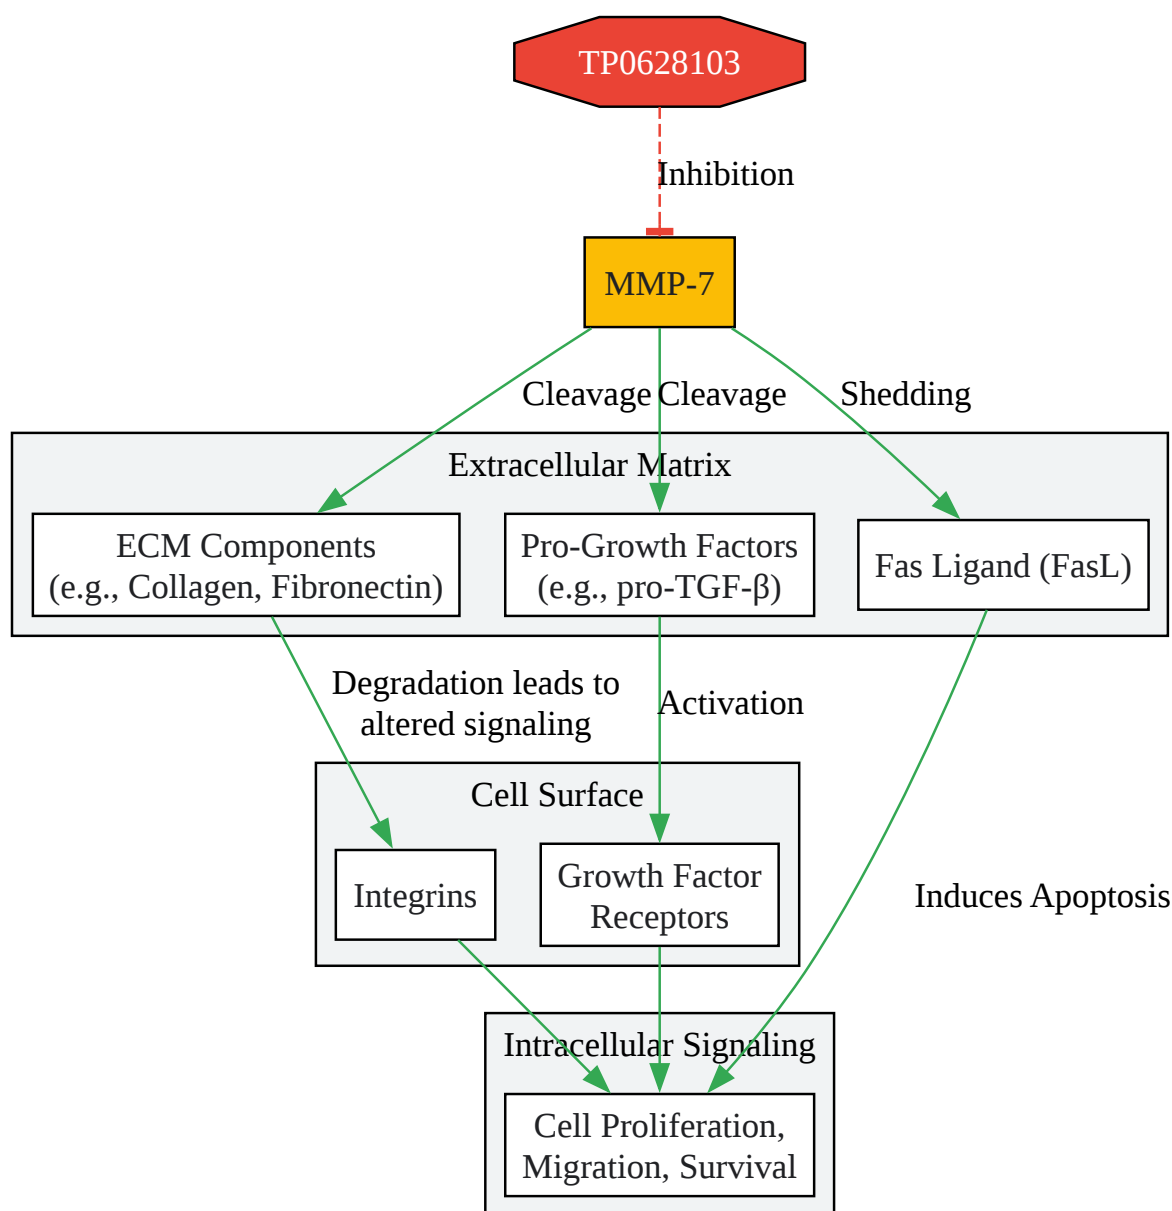 TP0628103
Inhibition
MMP-7
Cleavage
Cleavage
Shedding
Extracellular Matrix
ECM Components
(e.g., Collagen, Fibronectin)
Pro-Growth Factors
(e.g., pro-TGF-β)
Fas Ligand (FasL)
Degradation leads to
altered signaling
Activation
Cell Surface
Integrins
Growth Factor
Receptors
Induces Apoptosis
Intracellular Signaling
Cell Proliferation,
Migration, Survival